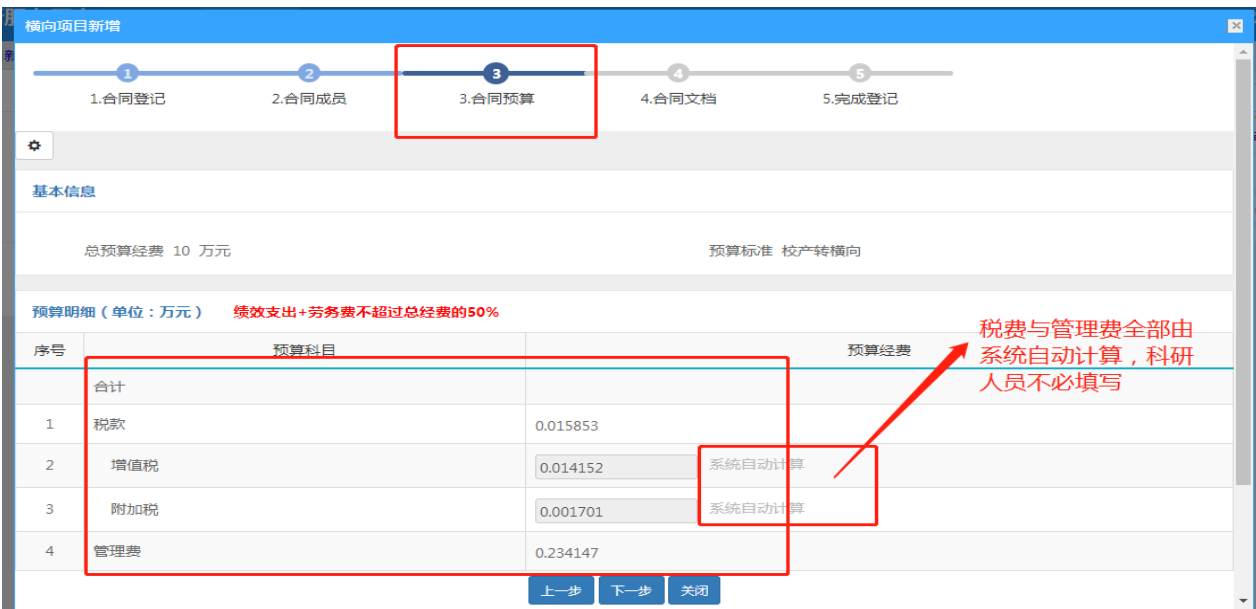 横向项目新增
1 2 3 4 5
1.合同登记 2.合同成员 3.合同预算 4.合同文档 5.完成登记
基本信息
总预算经费 10 万元 预算标准 校产转横向
预算明细（单位：万元） 绩效支出+劳务费不超过总经费的50%
税费与管理费全部由
系统自动计算，科研
人员不必填写
序号 预算科目 预算经费
合计
1 税款 0.015853
2 增值税 0.014152 系统自动计算
3 附加税 0.001701 系统自动计算
4 管理费 0.234147
上一步 下一步 关闭